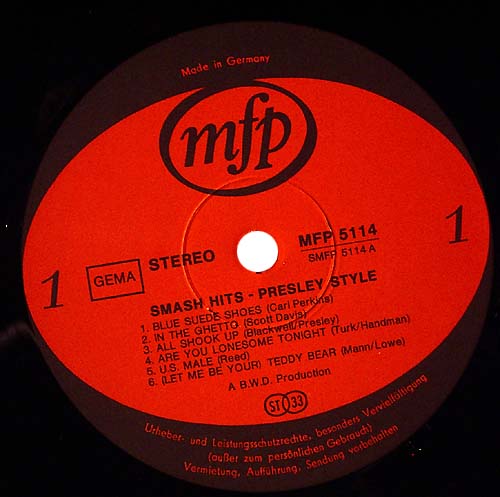 Made in Germany
mfp
1
GEMA
STEREO
MFP 5114
SMFP 5114 A
1
SMASH HITS - PRESLEY STYLE
1. BLUE SUEDE SHOES (Carl Perkins)
2. IN THE GHETTO (Scott Davis)
3. ALL SHOOK UP (Blackwell/Presley)
4. ARE YOU LONESOME TONIGHT (Turk/Handman)
5. U.S. MALE (Reed)
6. (LET ME BE YOUR) TEDDY BEAR (Mann/Lowe)
A B.W.D. Production
ST 33
Urheber- und Leistungsschutzrechte, besonders Vervielfältigung
(außer zum persönlichen Gebrauch)
Vermietung, Aufführung, Sendung vorbehalten